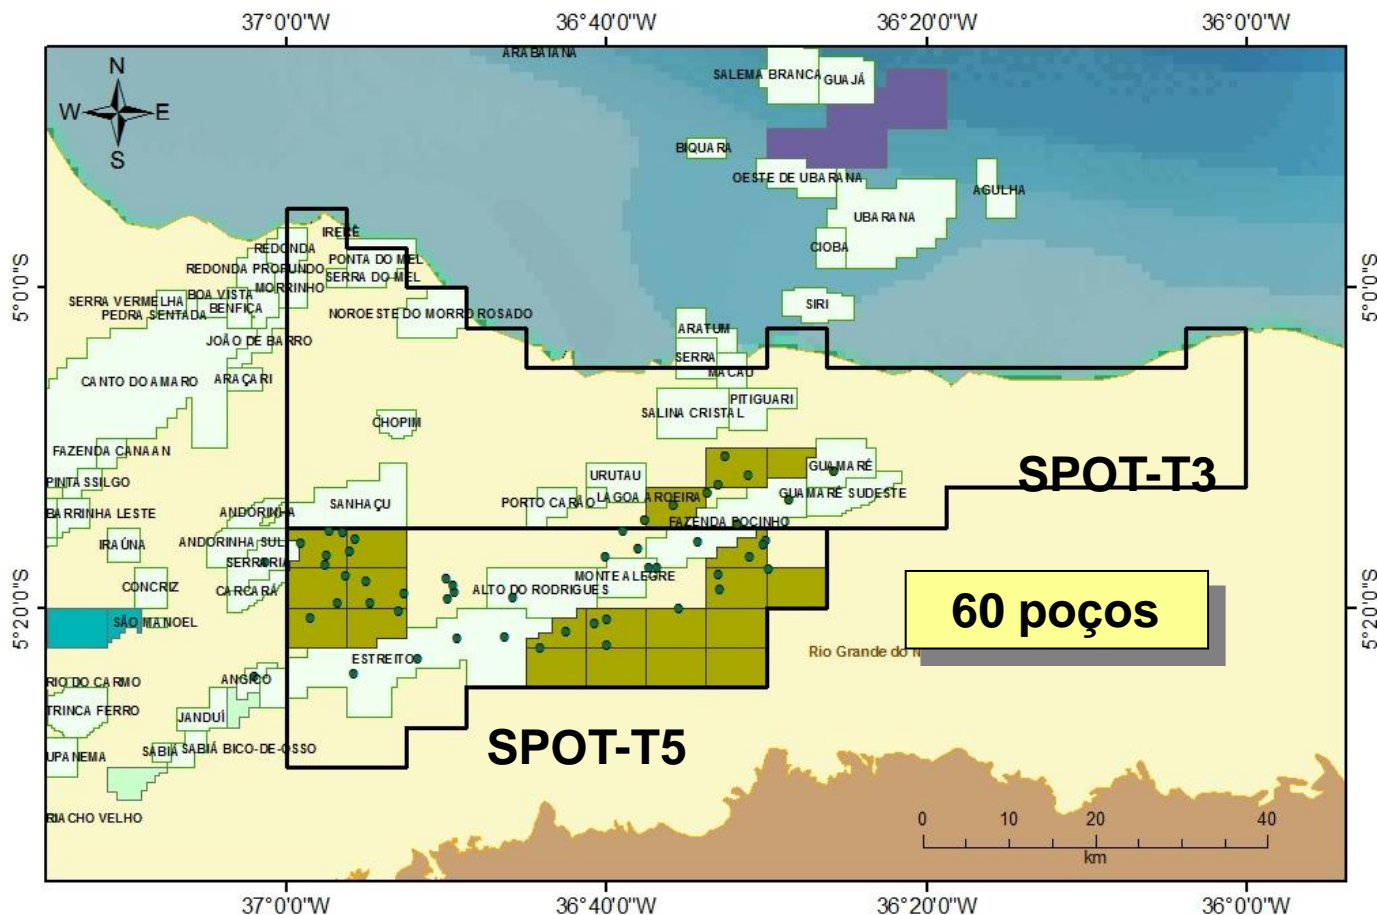 37°0'0"W
36°40'0"W
36°20'0"W
36°0'0"W
ARABAIANA
N
W
E
S
SALEMA BRANCA
GUAJÁ
BIQUARA
OESTE DE UBARANA
AGULHA
UBARANA
CIOBA
IRERÊ
REDONDA
PONTA DO MEL
REDONDA PROFUNDO
SERRA DO MEL
MORRINHO
5°0'0"S
5°0'0"S
SERRA VERMELHA
BOA VISTA
BENFICA
PEDRA SENTADA
NOROESTE DO MORRO ROSADO
SIRI
ARATUM
JOÃO DE BARRO
SERRA
MACAU
CANTO DO AMARO
ARAÇARI
PITIGUARI
SALINA CRISTAL
CHOPIM
FAZENDA CANAAN
GUAMARÉ
SPOT-T3
PINTASSILGO
URUTAU
SANHAÇU
PORTO CARÃO
LAGOA AROEIRA
GUAMARÉ SUDESTE
BARRINHA LESTE
ANDORINHA
FAZENDA POCINHO
IRAÚNA
ANDORINHA SUL
SERRARIA
CONCRIZ
CARCARÁ
MONTE ALEGRE
ALTO DO RODRIGUES
60 poços
5°20'0"S
5°20'0"S
SÃO MANOEL
Rio Grande do N
ESTREITO
RIO DO CARMO
ANGICO
TRINCA FERRO
JANDUÍ
SPOT-T5
UPANEMA
SABIÁ
SABIÁ BICO-DE-OSSO
RIACHO VELHO
0 10 20 40
km
37°0'0"W
36°40'0"W
36°20'0"W
36°0'0"W